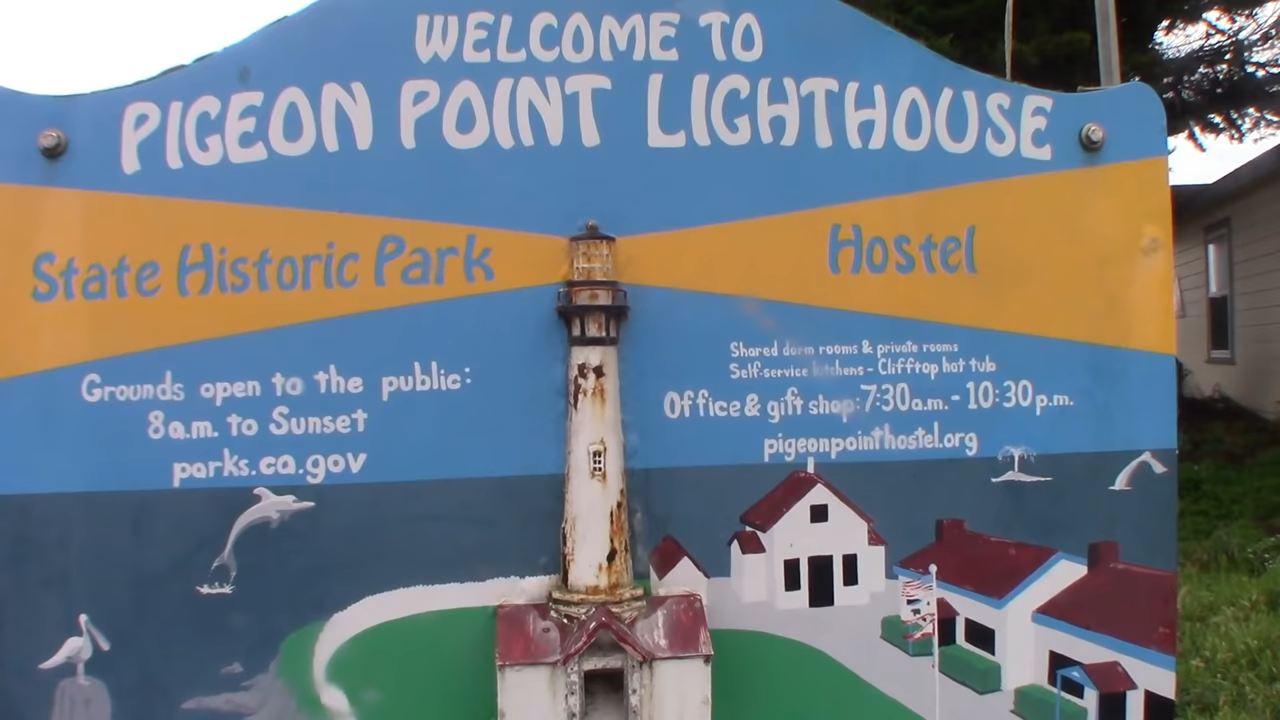 WELCOME TO
PIGEON POINT LIGHTHOUSE
State Historic Park
Hostel
Grounds open to the public:
8a.m. to Sunset
parks.ca.gov
Shared dorm rooms & private rooms
Self-service kitchens - Clifftop hot tub
Office & gift shop: 7:30a.m. - 10:30p.m.
pigeonpointhostel.org